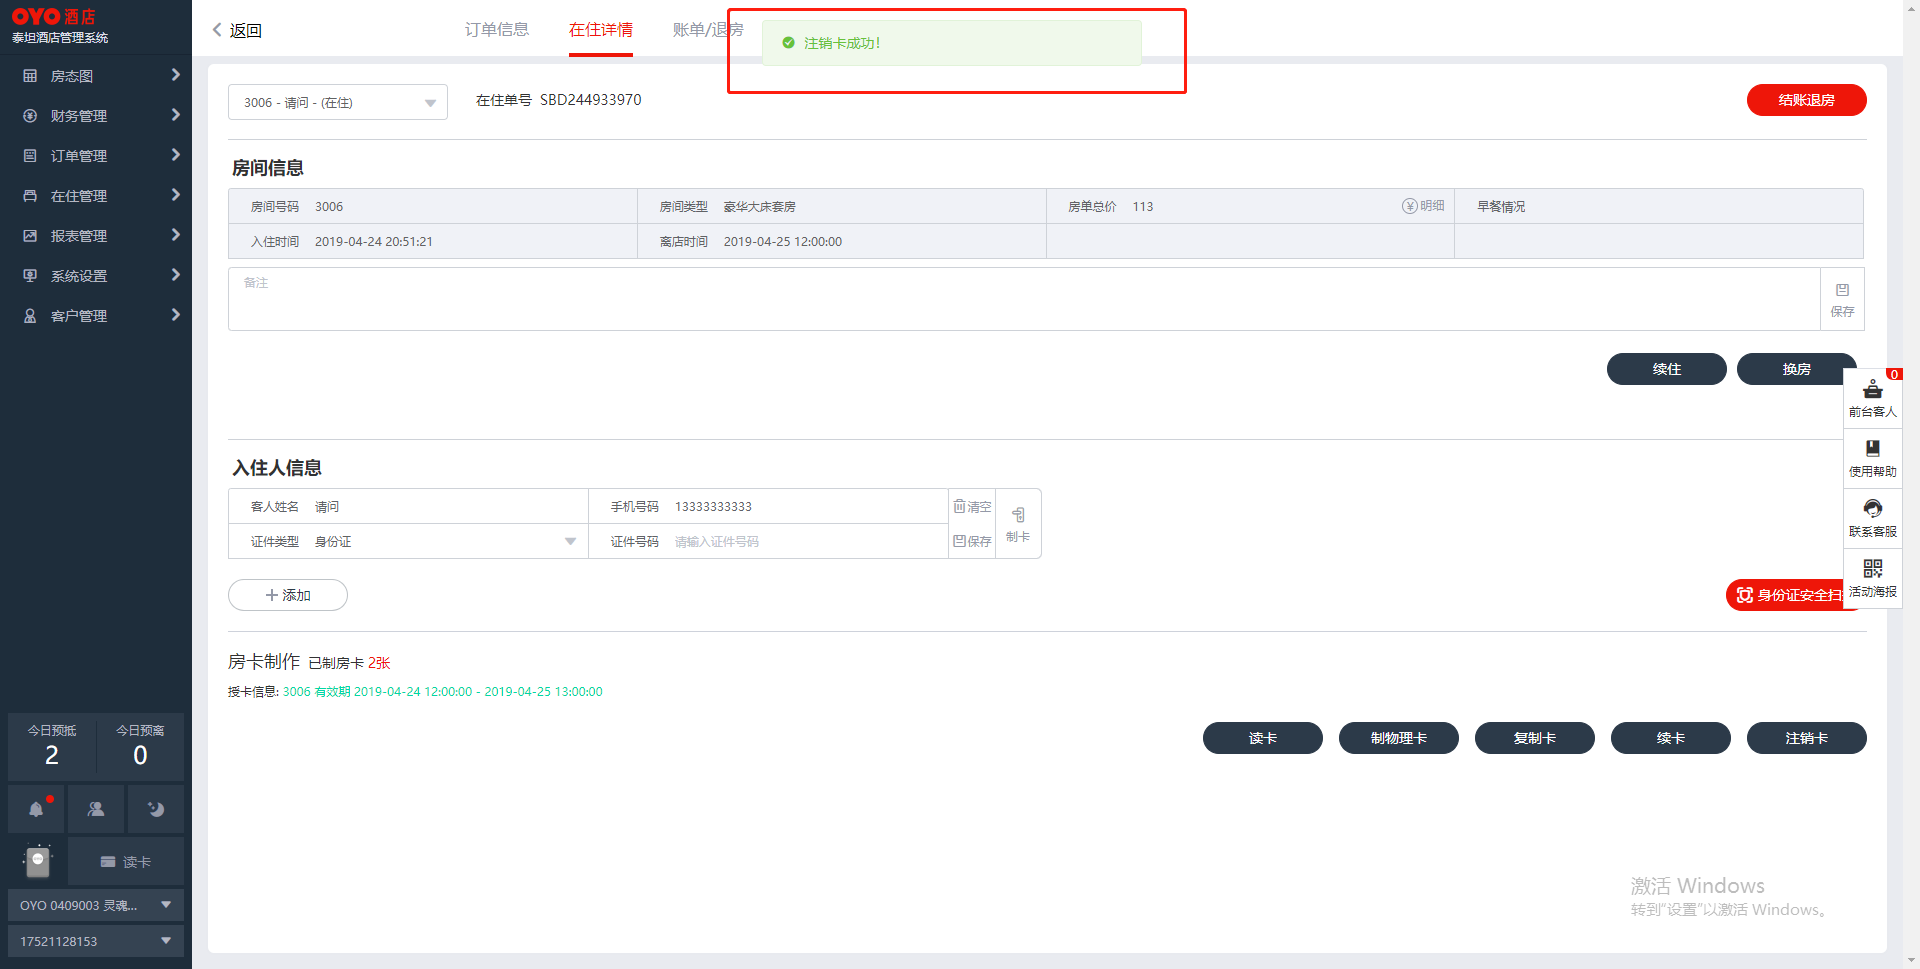 OYO 酒店
泰坦酒店管理系统
房态图
财务管理
订单管理
在住管理
报表管理
系统设置
客户管理
今日预抵
2
今日预离
0
读卡
OYO 0409003 灵魂...
17521128153
返回
订单信息
在住详情
账单/退房
注销卡成功!
3006 - 请问 - (在住)
在住单号 SBD244933970
结账退房
房间信息
房间号码 3006
房间类型 豪华大床套房
房单总价 113
明细
早餐情况
入住时间 2019-04-24 20:51:21
离店时间 2019-04-25 12:00:00
备注
保存
续住
换房
0
前台客人
使用帮助
联系客服
活动海报
入住人信息
客人姓名 请问
手机号码 13333333333
清空
证件类型 身份证
证件号码 请输入证件号码
保存
制卡
添加
身份证安全扫
房卡制作 已制房卡 2张
授卡信息: 3006 有效期 2019-04-24 12:00:00 - 2019-04-25 13:00:00
读卡
制物理卡
复制卡
续卡
注销卡
激活 Windows
转到"设置"以激活 Windows。